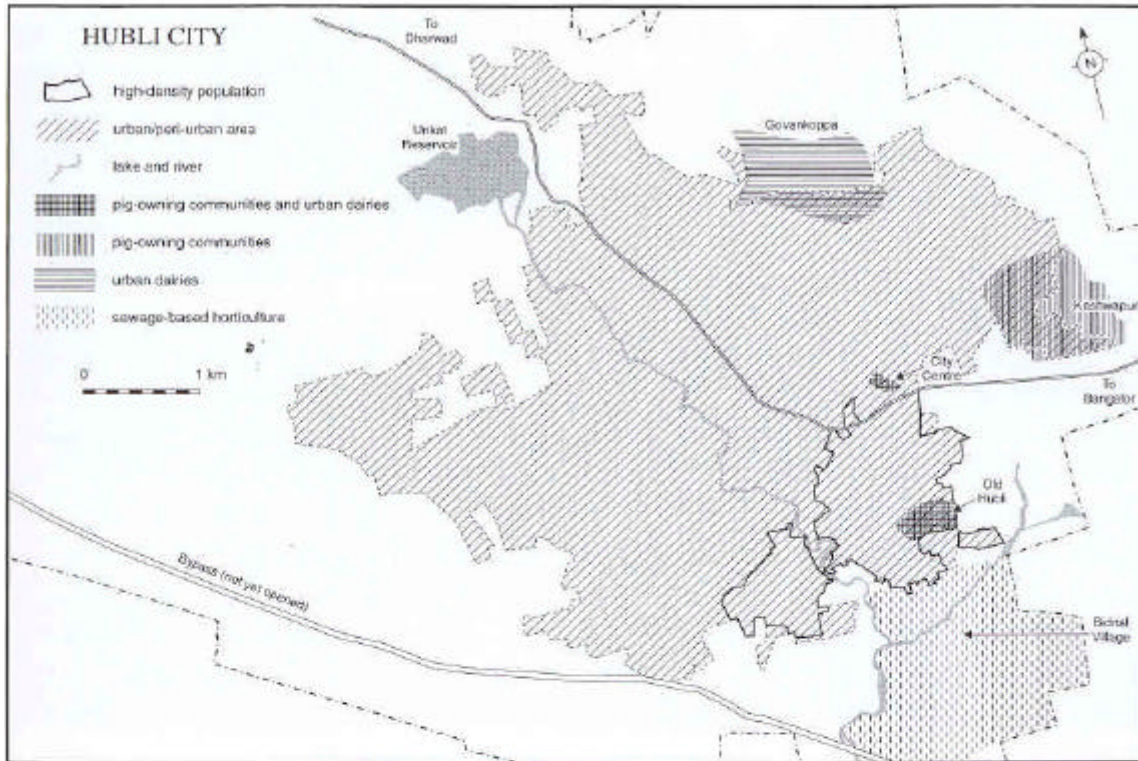 HUBLI CITY
high-density population
urban/peri-urban area
lake and river
pig-owning communities and urban dairies
pig-owning communities
urban dairies
sewage-based horticulture
0 1 km
To
Dharwad
Unkal
Reservoir
Govankoppa
N
Keshwapur
City
Centre
To
Bangalor
Old
Hubli
Bidnal
Village
Bypass (not yet opened)